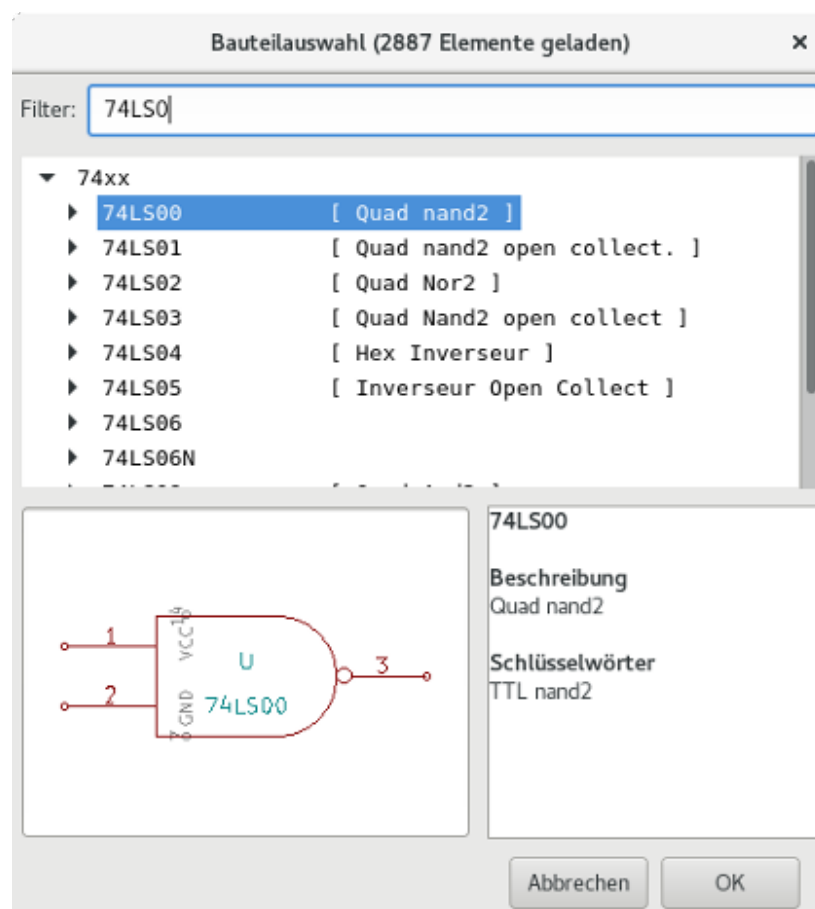 Bauteilauswahl (2887 Elemente geladen)
Filter: 74LS0
74xx
74LS00 [ Quad nand2 ]
74LS01 [ Quad nand2 open collect. ]
74LS02 [ Quad Nor2 ]
74LS03 [ Quad Nand2 open collect ]
74LS04 [ Hex Inverseur ]
74LS05 [ Inverseur Open Collect ]
74LS06
74LS06N
74LS00
Beschreibung
Quad nand2
Schlüsselwörter
TTL nand2
14
VCC
1
U
3
2
GND
74LS00
7
Abbrechen OK